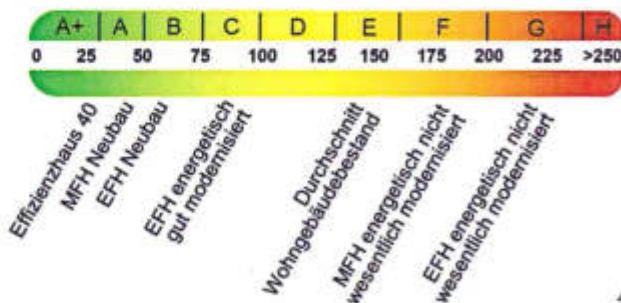 A+ A B C D E F G H
0 25 50 75 100 125 150 175 200 225 >250
Effizienzhaus 40
MFH Neubau
EFH Neubau
EFH energetisch
gut modernisiert
Durchschnitt
Wohngebäudebestand
MFH energetisch nicht
wesentlich modernisiert
EFH energetisch nicht
wesentlich modernisiert